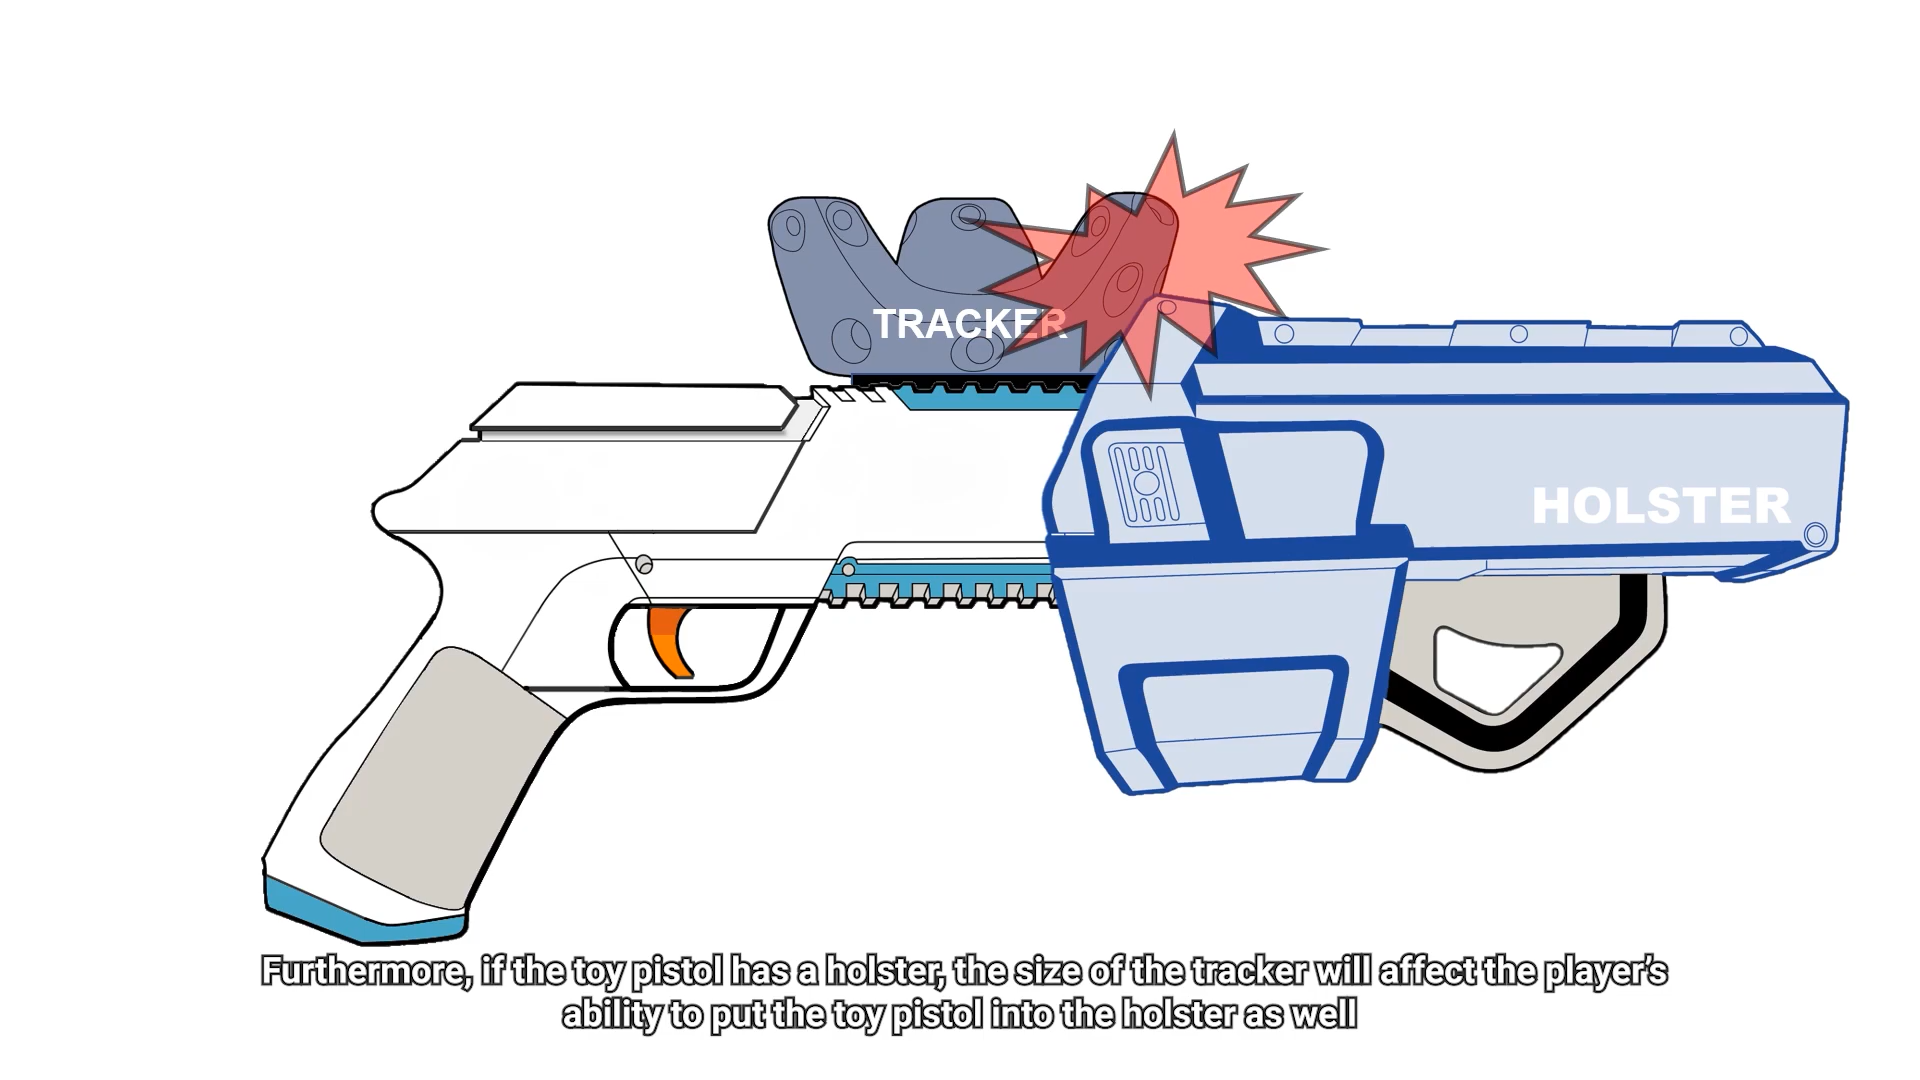 TRACKER
HOLSTER
Furthermore, if the toy pistol has a holster, the size of the tracker will affect the player's
ability to put the toy pistol into the holster as well